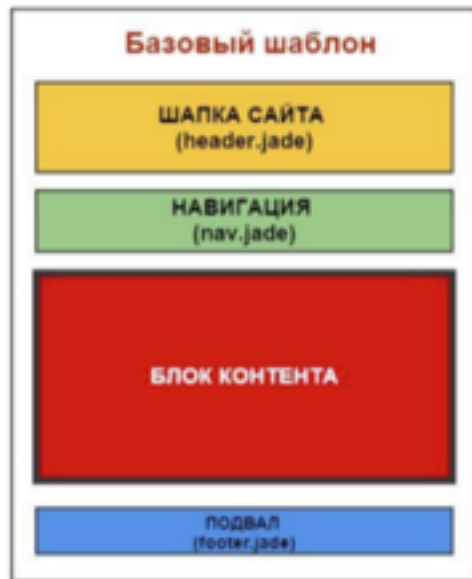 Базовый шаблон
ШАПКА САЙТА
(header.jade)
НАВИГАЦИЯ
(nav.jade)
БЛОК КОНТЕНТА
ПОДВАЛ
(footer.jade)